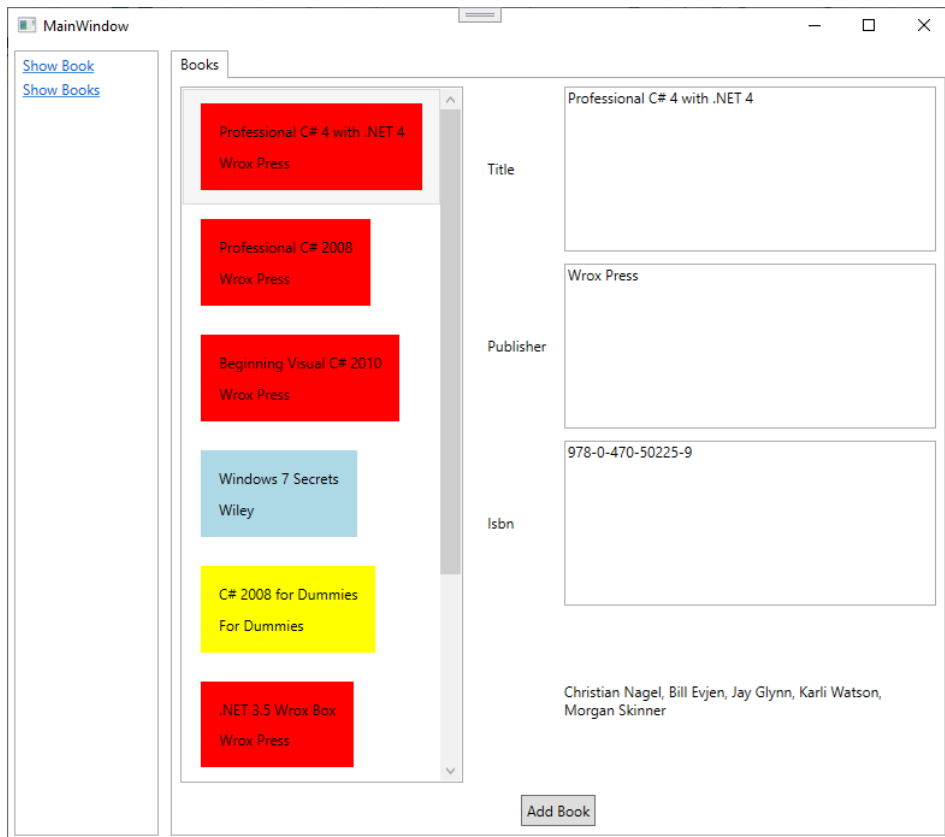 MainWindow
Show Book
Show Books
Books
Professional C# 4 with .NET 4
Wrox Press
Professional C# 2008
Wrox Press
Beginning Visual C# 2010
Wrox Press
Windows 7 Secrets
Wiley
C# 2008 for Dummies
For Dummies
.NET 3.5 Wrox Box
Wrox Press
Title
Professional C# 4 with .NET 4
Publisher
Wrox Press
Isbn
978-0-470-50225-9
Christian Nagel, Bill Evjen, Jay Glynn, Karli Watson,
Morgan Skinner
Add Book